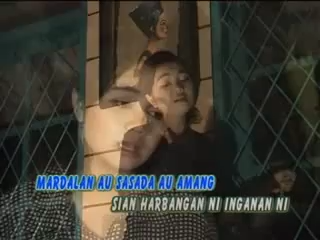 MARDALAN AU SASADA AU AMANG
SIAN HARBANGAN NI INGANAN NI